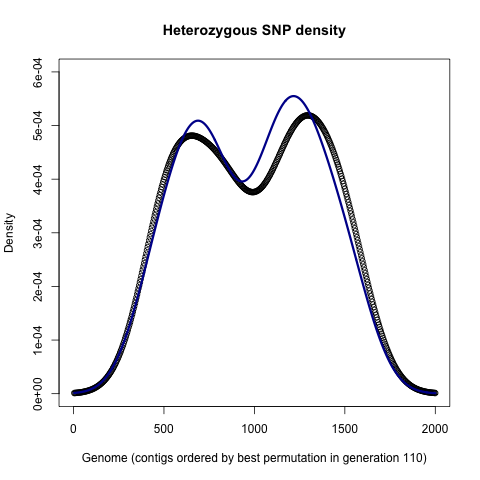 Heterozygous SNP density
6e-04
5e-04
4e-04
3e-04
2e-04
1e-04
0e+00
Density
0 500 1000 1500 2000
Genome (contigs ordered by best permutation in generation 110)